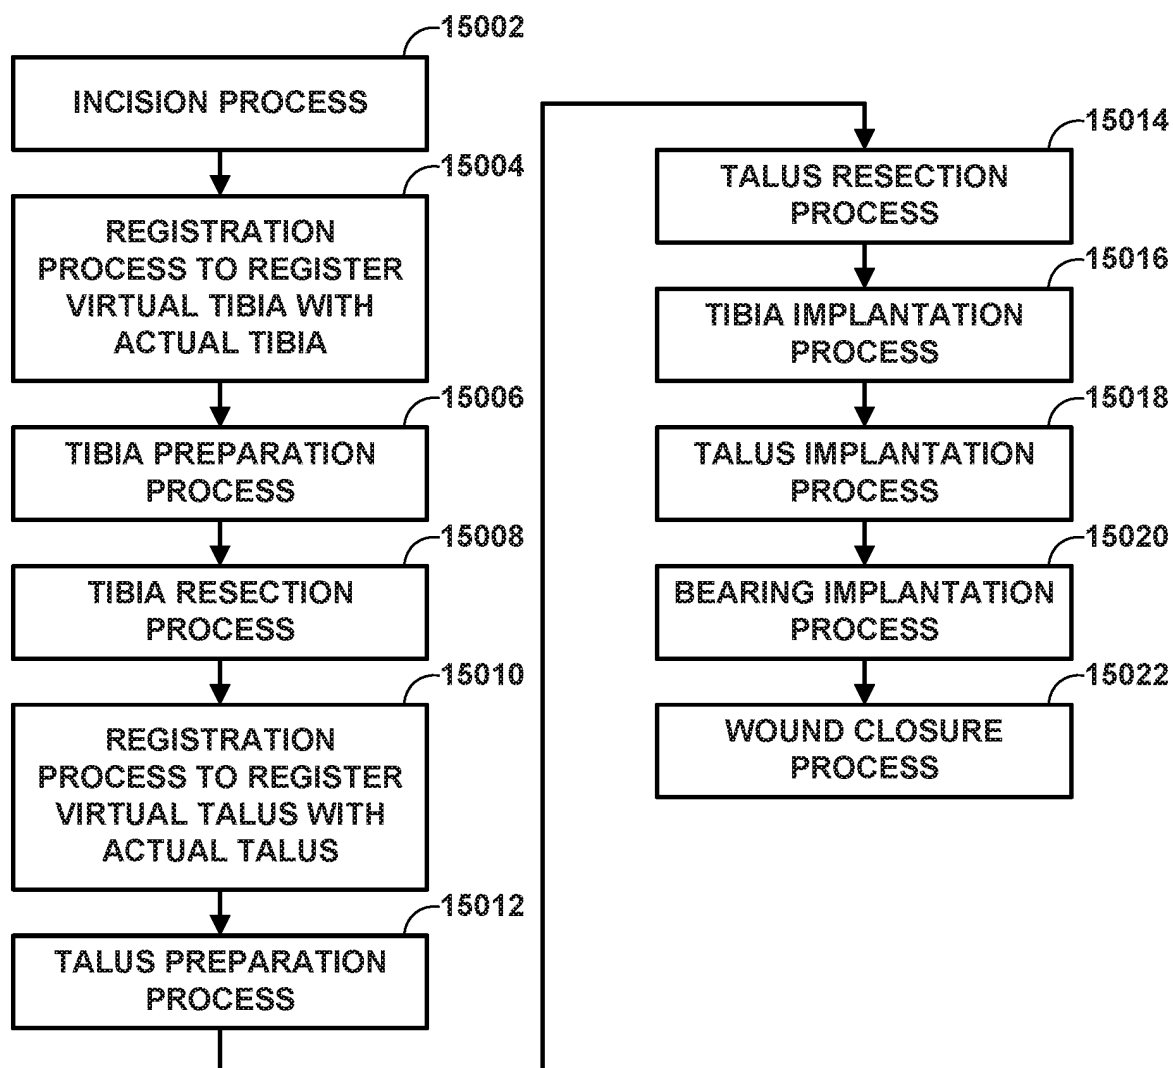 15002
INCISION PROCESS
15004
REGISTRATION
PROCESS TO REGISTER
VIRTUAL TIBIA WITH
ACTUAL TIBIA
15006
TIBIA PREPARATION
PROCESS
15008
TIBIA RESECTION
PROCESS
15010
REGISTRATION
PROCESS TO REGISTER
VIRTUAL TALUS WITH
ACTUAL TALUS
15012
TALUS PREPARATION
PROCESS
15014
TALUS RESECTION
PROCESS
15016
TIBIA IMPLANTATION
PROCESS
15018
TALUS IMPLANTATION
PROCESS
15020
BEARING IMPLANTATION
PROCESS
15022
WOUND CLOSURE
PROCESS